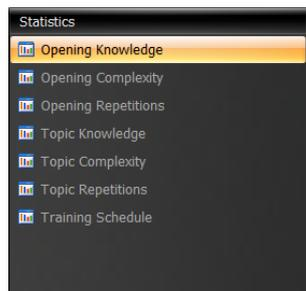 Statistics
Opening Knowledge
Opening Complexity
Opening Repetitions
Topic Knowledge
Topic Complexity
Topic Repetitions
Training Schedule